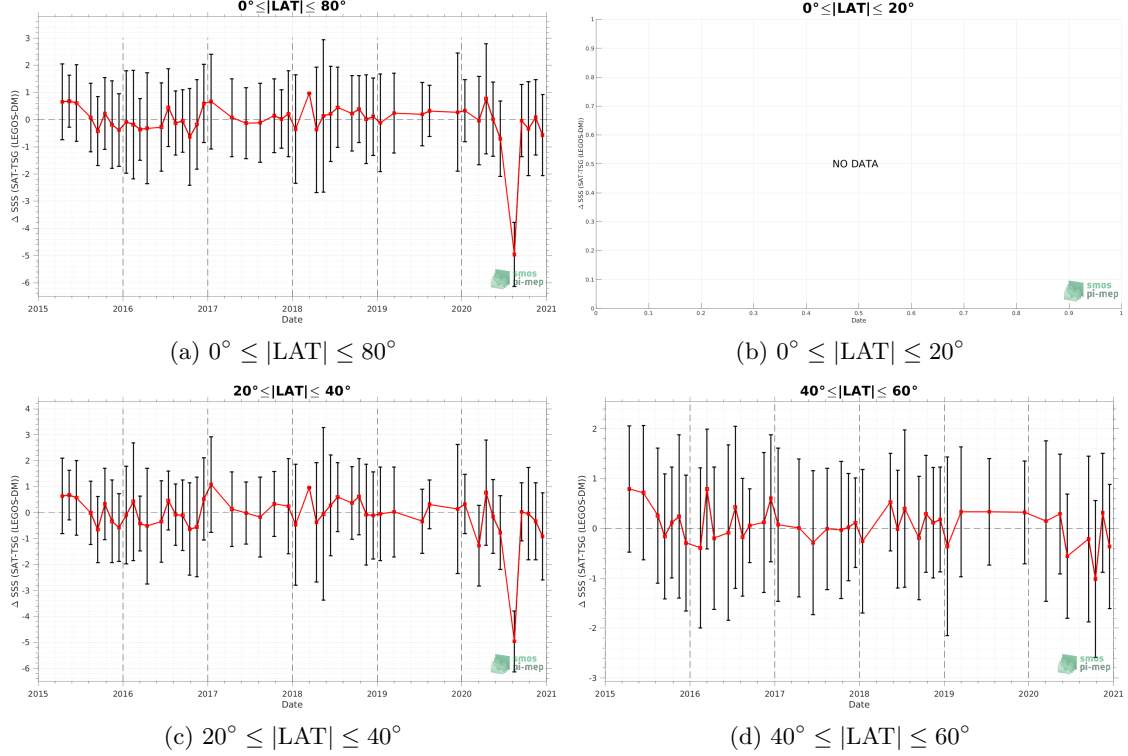 0°≤|LAT|≤ 80°
3
2
1
0
-1
-2
-3
-4
-5
-6
Δ SSS (SAT-TSG (LEGOS-DM))
smos
pi-mep
2015 2016 2017 2018 2019 2020 2021
Date
(a) 0° ≤ |LAT| ≤ 80°
0°≤|LAT|≤ 20°
1
0.9
0.8
0.7
0.6
0.5
0.4
0.3
0.2
0.1
0
Δ SSS (SAT-TSG (LEGOS-DM))
NO DATA
smos
pi-mep
0 0.1 0.2 0.3 0.4 0.5 0.6 0.7 0.8 0.9 1
Date
(b) 0° ≤ |LAT| ≤ 20°
20°≤|LAT|≤ 40°
4
3
2
1
0
-1
-2
-3
-4
-5
-6
Δ SSS (SAT-TSG (LEGOS-DM))
smos
pi-mep
2015 2016 2017 2018 2019 2020 2021
Date
(c) 20° ≤ |LAT| ≤ 40°
40°≤|LAT|≤ 60°
2
1
0
-1
-2
-3
Δ SSS (SAT-TSG (LEGOS-DM))
smos
pi-mep
2015 2016 2017 2018 2019 2020 2021
Date
(d) 40° ≤ |LAT| ≤ 60°